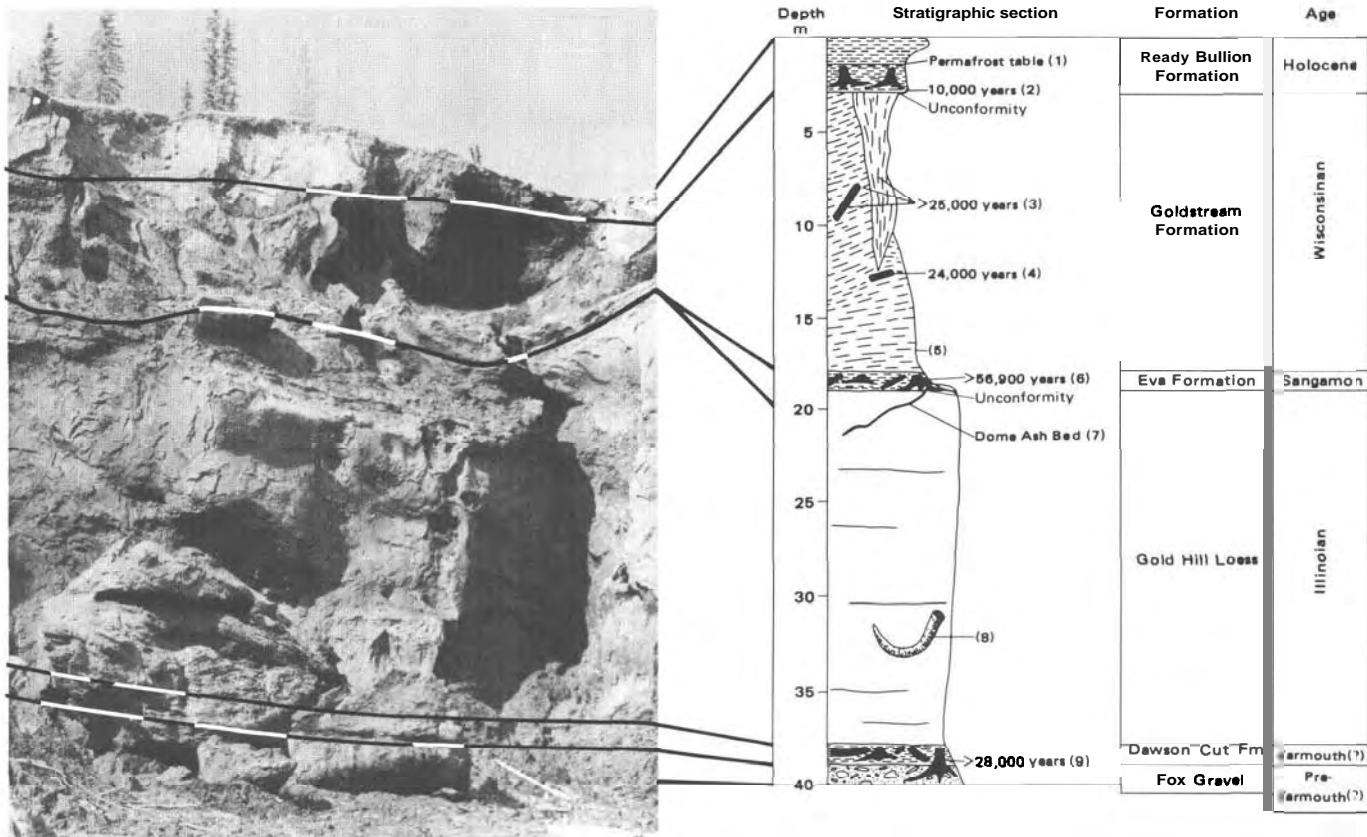 Depth
m
Stratigraphic section
Formation
Age
Permafrost table (1)
10,000 years (2)
Unconformity
Ready Bullion
Formation
Holocene
5
>25,000 years (3)
10
24,000 years (4)
Goldstream
Formation
Wisconsinan
15
(5)
>56,900 years (6)
Unconformity
Eva Formation
Sangamon
20
Dome Ash Bed (7)
25
Gold Hill Loess
Illinoian
30
(8)
35
Dawson Cut Fm
armouth(?)
>28,000 years (9)
40
Fox Gravel
Pre-
armouth(?)